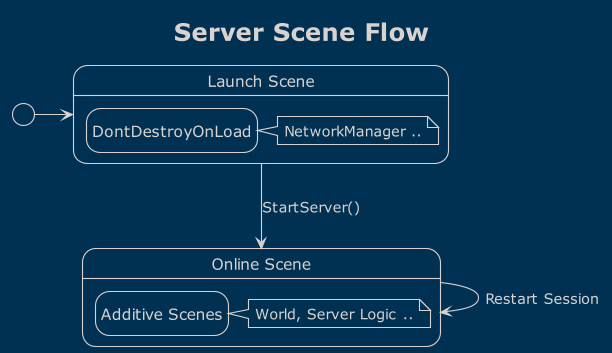 Server Scene Flow
Launch Scene
DontDestroyOnLoad
NetworkManager ..
StartServer()
Online Scene
Additive Scenes
World, Server Logic ..
Restart Session